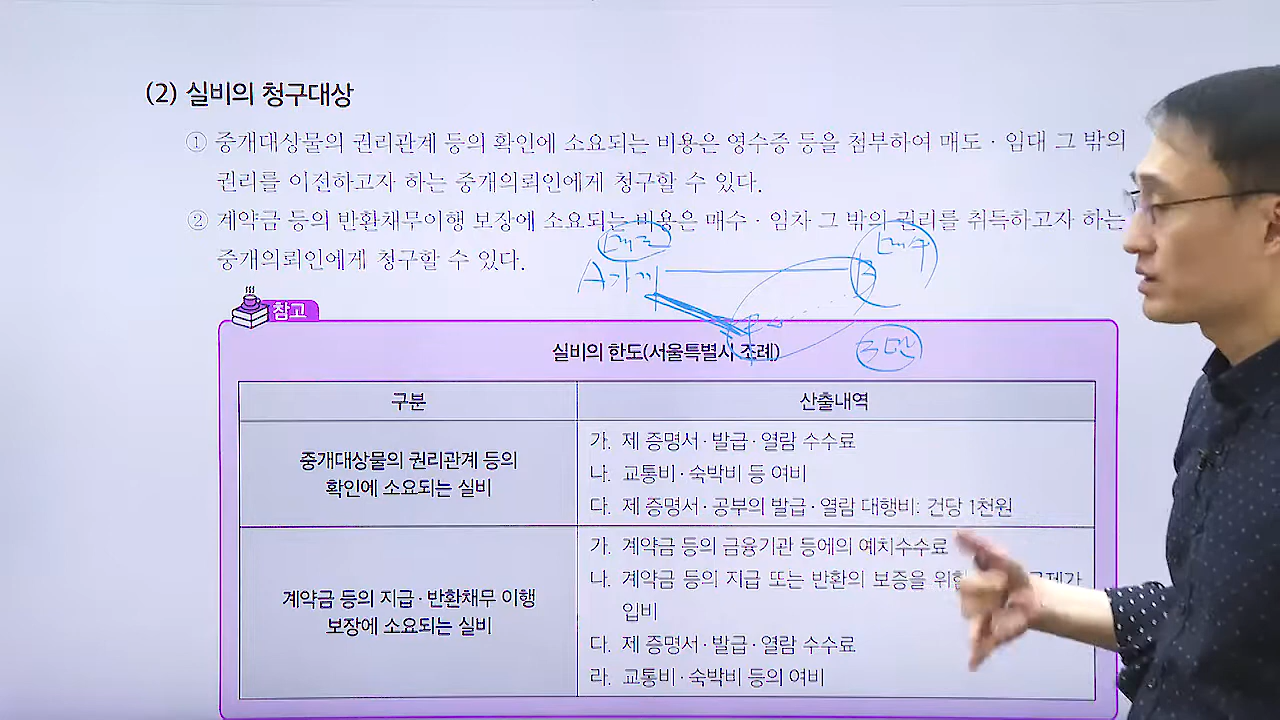 (2) 실비의 청구대상
① 중개대상물의 권리관계 등의 확인에 소요되는 비용은 영수증 등을 첨부하여 매도 · 임대 그 밖의
권리를 이전하고자 하는 중개의뢰인에게 청구할 수 있다.
② 계약금 등의 반환채무이행 보장에 소요되는 비용은 매수 · 임차 그 밖의 권리를 취득하고자 하는
중개의뢰인에게 청구할 수 있다.
매도
매수
A가게
B
3만
참고
실비의 한도(서울특별시 조례)
구분
산출내역
중개대상물의 권리관계 등의
확인에 소요되는 실비
가. 제 증명서 · 발급 · 열람 수수료
나. 교통비 · 숙박비 등 여비
다. 제 증명서 · 공부의 발급 · 열람 대행비: 건당 1천원
계약금 등의 지급 · 반환채무 이행
보장에 소요되는 실비
가. 계약금 등의 금융기관 등에의 예치수수료
나. 계약금 등의 지급 또는 반환의 보증을 위한
입비
다. 제 증명서 · 발급 · 열람 수수료
라. 교통비 · 숙박비 등의 여비